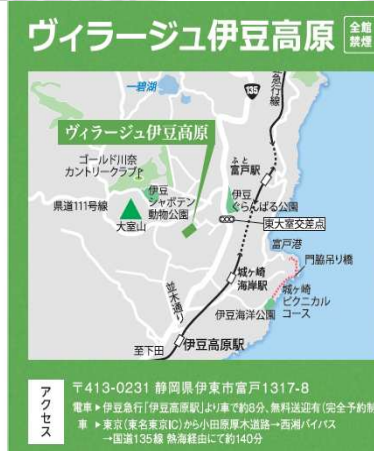 ヴィラージュ伊豆高原
全館
禁煙
一碧湖
135
急行線
ヴィラージュ伊豆高原
ふと
富戸駅
ゴールド川奈
カントリークラブ
伊豆
シャボテン
動物公園
伊豆
ぐらんぱる公園
県道111号線
大室山
東大室交差点
富戸港
門脇吊り橋
城ヶ崎
海岸駅
城ヶ崎
ピクニカル
コース
並木通り
伊豆海洋公園
至下田
伊豆高原駅
アクセス
〒413-0231 静岡県伊東市富戸1317-8
電車▶伊豆急行「伊豆高原駅」より車で約8分、無料送迎有(完全予約制
車▶東京(東名東京IC)から小田原厚木道路→西湘バイパス
→国道135線 熱海経由にて約140分